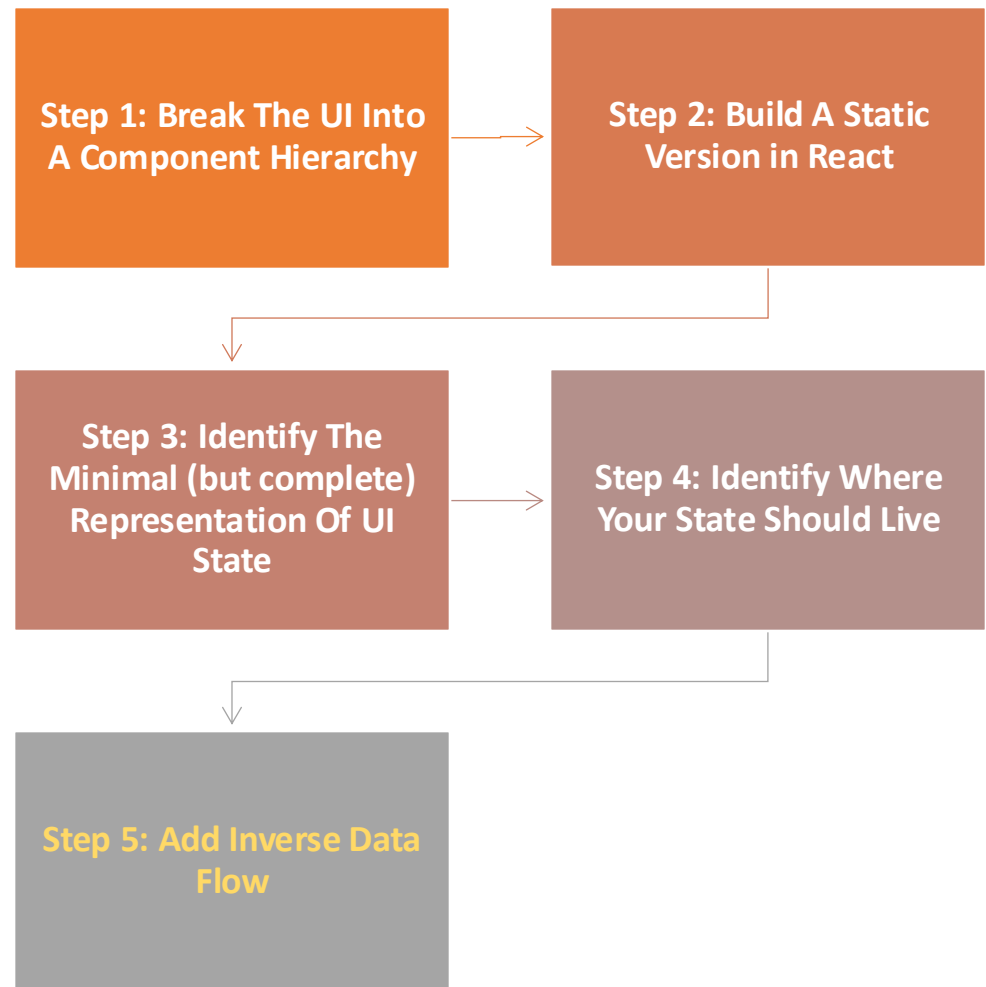 Step 1: Break The UI Into
A Component Hierarchy
Step 2: Build A Static
Version in React
Step 3: Identify The
Minimal (but complete)
Representation Of UI
State
Step 4: Identify Where
Your State Should Live
Step 5: Add Inverse Data
Flow